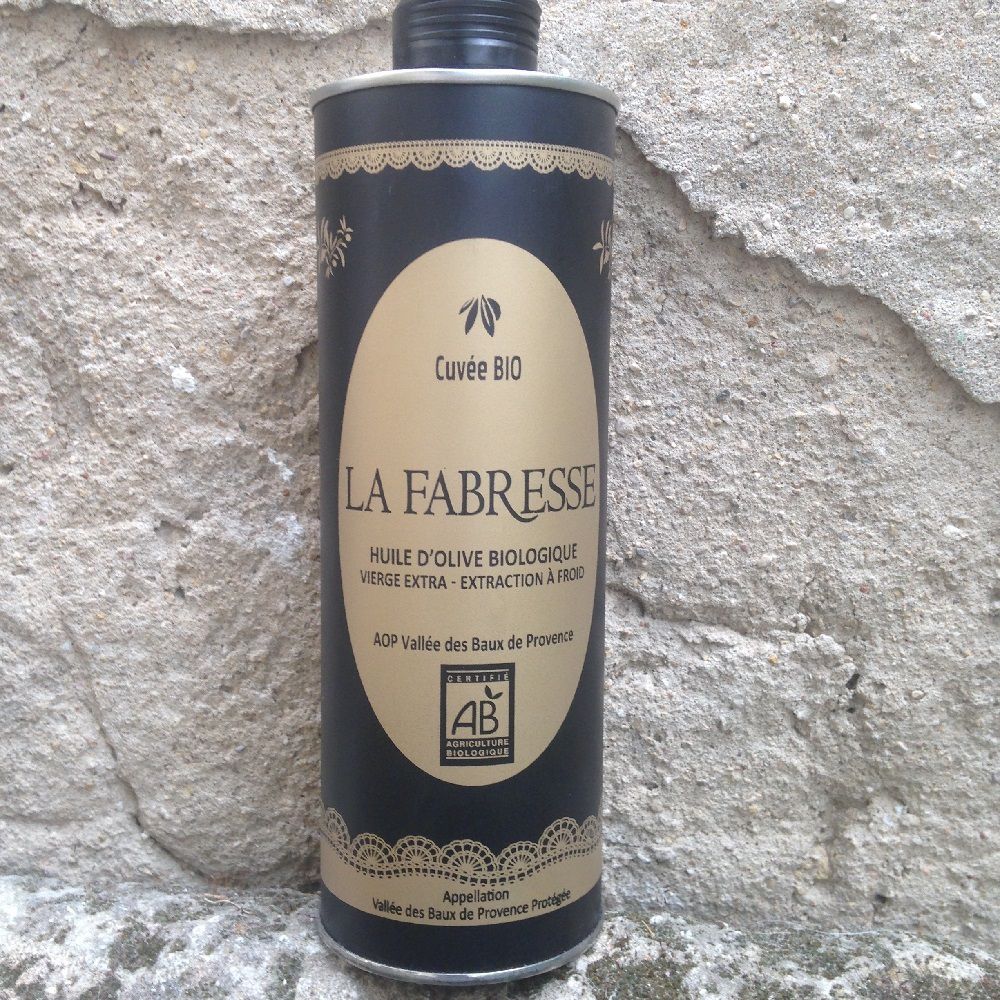 Cuvée BIO
LA FABRESSE
HUILE D'OLIVE BIOLOGIQUE
VIERGE EXTRA - EXTRACTION À FROID
AOP Vallée des Baux de Provence
CERTIFIÉ
AB
AGRICULTURE
BIOLOGIQUE
Appellation
Vallée des Baux de Provence Protégée